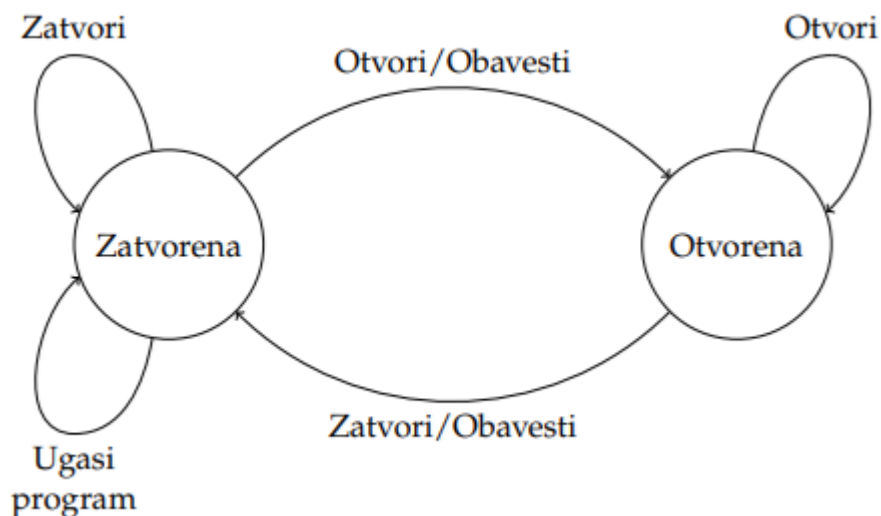 Zatvori
Otvori
Otvori/Obavesti
Zatvorena
Otvorena
Zatvori/Obavesti
Ugasi
program